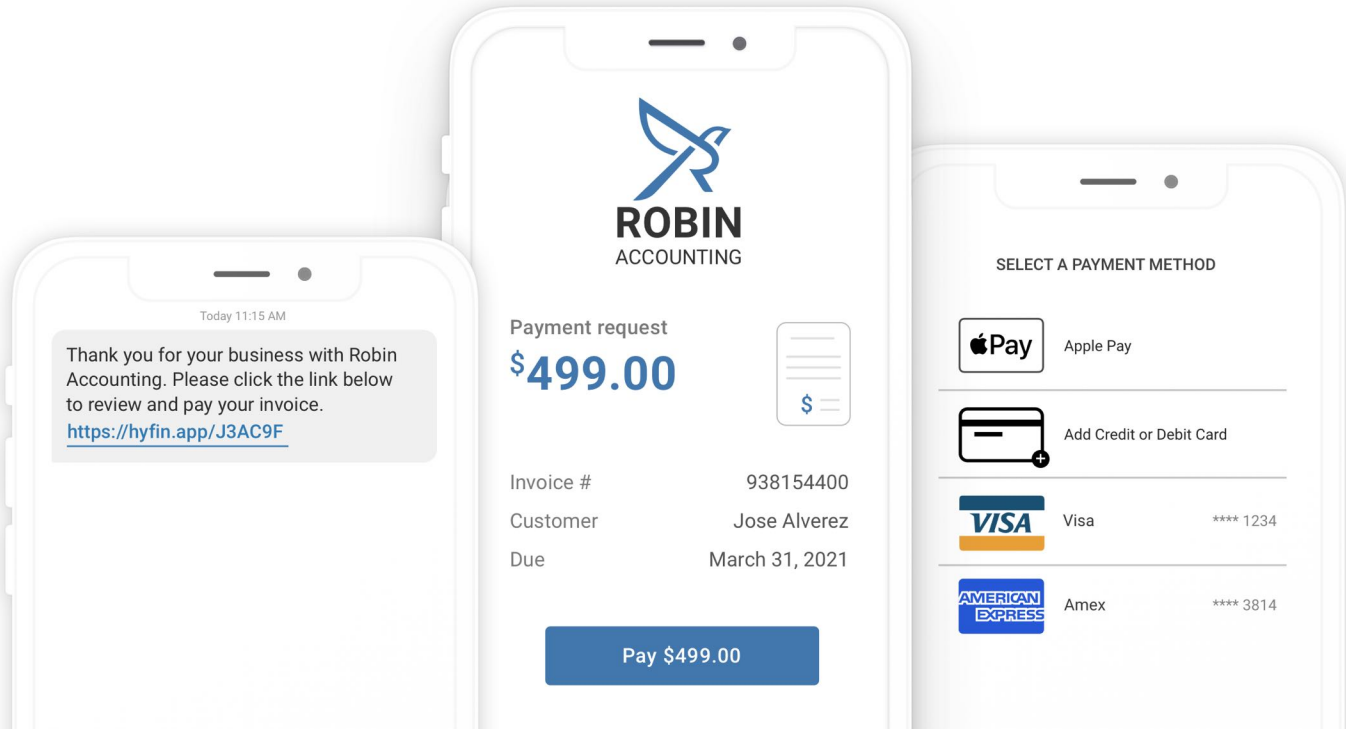 Today 11:15 AM
Thank you for your business with Robin
Accounting. Please click the link below
to review and pay your invoice.
https://hyfin.app/J3AC9F
ROBIN
ACCOUNTING
Payment request
$499.00
$
Invoice # 938154400
Customer Jose Alverez
Due March 31, 2021
Pay $499.00
SELECT A PAYMENT METHOD
Pay Apple Pay
Add Credit or Debit Card
VISA Visa **** 1234
AMERICAN
EXPRESS
Amex **** 3814